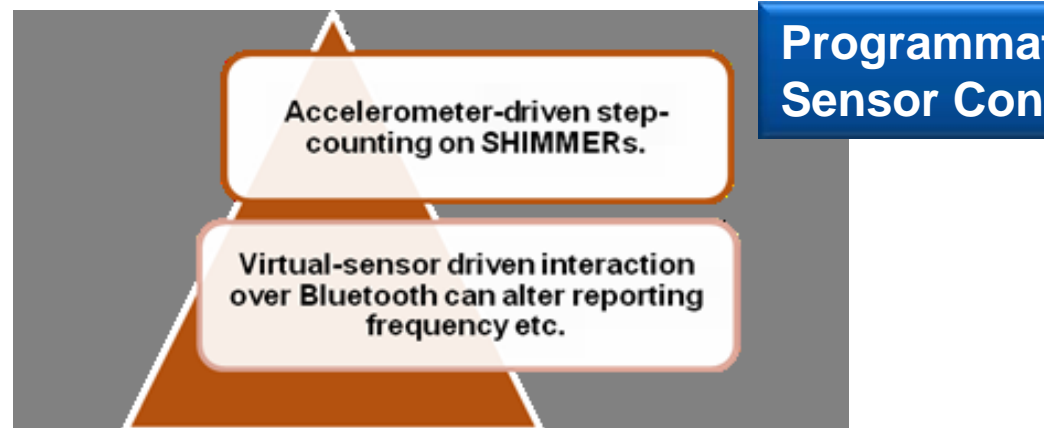 Programmat
Sensor Con
Accelerometer-driven step-
counting on SHIMMERs.
Virtual-sensor driven interaction
over Bluetooth can alter reporting
frequency etc.